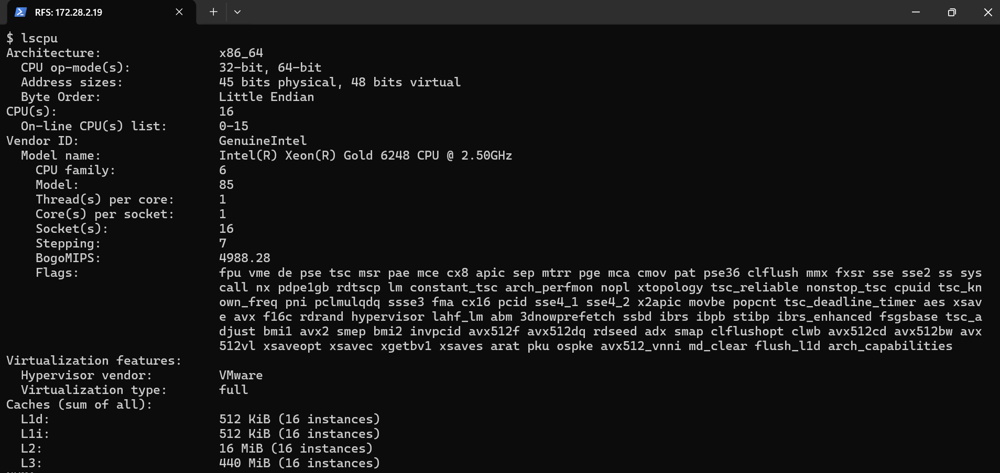 RFS: 172.28.2.19
$ lscpu
Architecture: x86_64
CPU op-mode(s): 32-bit, 64-bit
Address sizes: 45 bits physical, 48 bits virtual
Byte Order: Little Endian
CPU(s): 16
On-line CPU(s) list: 0-15
Vendor ID: GenuineIntel
Model name: Intel(R) Xeon(R) Gold 6248 CPU @ 2.50GHz
CPU family: 6
Model: 85
Thread(s) per core: 1
Core(s) per socket: 1
Socket(s): 16
Stepping: 7
BogoMIPS: 4988.28
Flags: fpu vme de pse tsc msr pae mce cx8 apic sep mtrr pge mca cmov pat pse36 clflush mmx fxsr sse sse2 ss sys
call nx pdpe1gb rdtscp lm constant_tsc arch_perfmon nopl xtopology tsc_reliable nonstop_tsc cpuid tsc_kn
own_freq pni pclmulqdq ssse3 fma cx16 pcid sse4_1 sse4_2 x2apic movbe popcnt tsc_deadline_timer aes xsav
e avx f16c rdrand hypervisor lahf_lm abm 3dnowprefetch ssbd ibrs ibpb stibp ibrs_enhanced fsgsbase tsc_a
djust bmi1 avx2 smep bmi2 invpcid avx512f avx512dq rdseed adx smap clflushopt clwb avx512cd avx512bw avx
512vl xsaveopt xsavec xgetbv1 xsaves arat pku ospke avx512_vnni md_clear flush_l1d arch_capabilities
Virtualization features:
Hypervisor vendor: VMware
Virtualization type: full
Caches (sum of all):
L1d: 512 KiB (16 instances)
L1i: 512 KiB (16 instances)
L2: 16 MiB (16 instances)
L3: 440 MiB (16 instances)